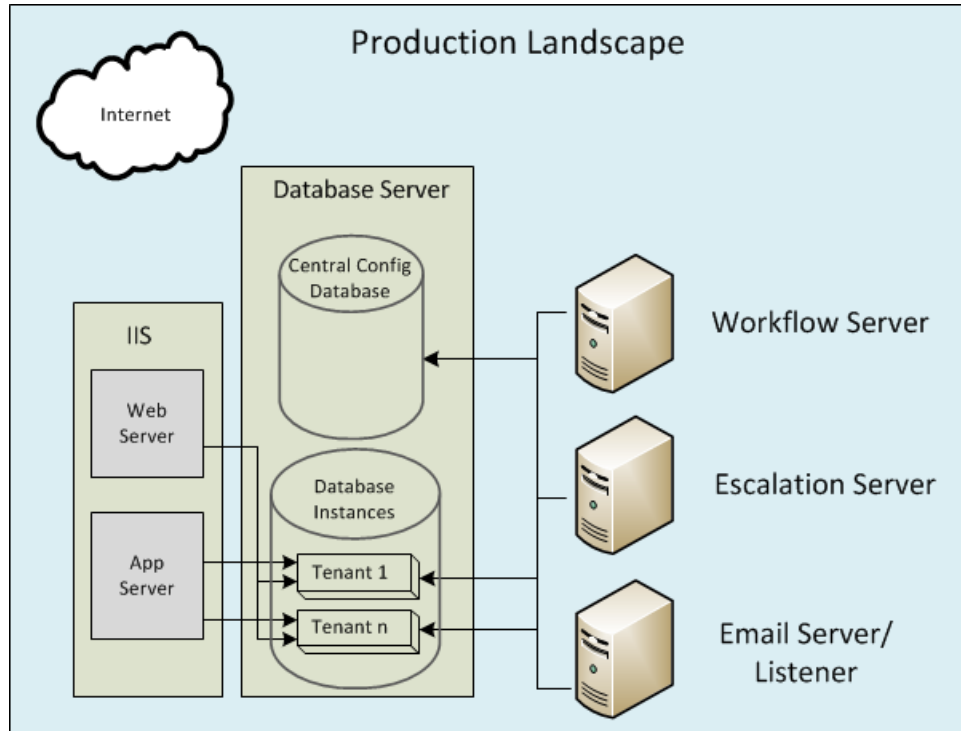 Production Landscape
Internet
Database Server
Central Config
Database
IIS
Web
Server
App
Server
Database
Instances
Tenant 1
Tenant n
Workflow Server
Escalation Server
Email Server/
Listener